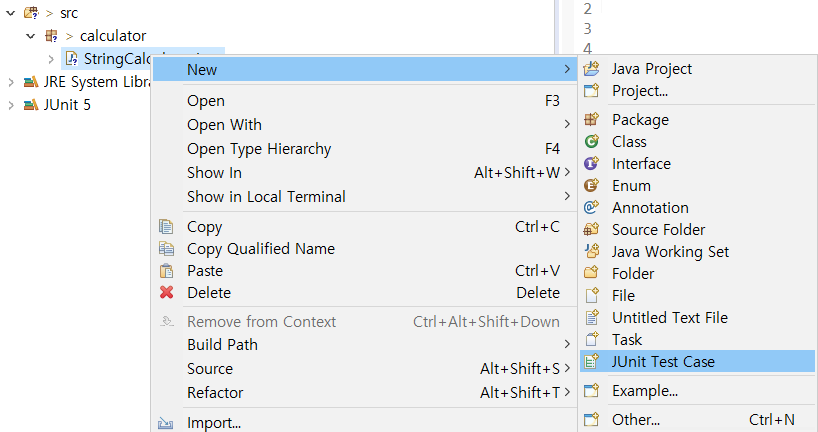 > src
> calculator
StringCalc
JRE System Libr
JUnit 5
2
3
4
New
Open F3
Open With
Open Type Hierarchy F4
Show In Alt+Shift+W
Show in Local Terminal
Copy Ctrl+C
Copy Qualified Name
Paste Ctrl+V
Delete Delete
Remove from Context Ctrl+Alt+Shift+Down
Build Path
Source Alt+Shift+S
Refactor Alt+Shift+T
Import...
Java Project
Project...
Package
Class
Interface
Enum
Annotation
Source Folder
Java Working Set
Folder
File
Untitled Text File
Task
JUnit Test Case
Example...
Other... Ctrl+N